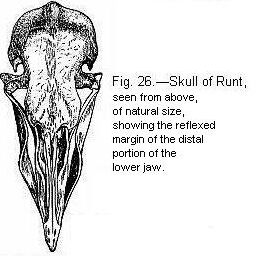 Fig. 26.—Skull of Runt,
seen from above,
of natural size,
showing the reflexed
margin of the distal
portion of the
lower jaw.